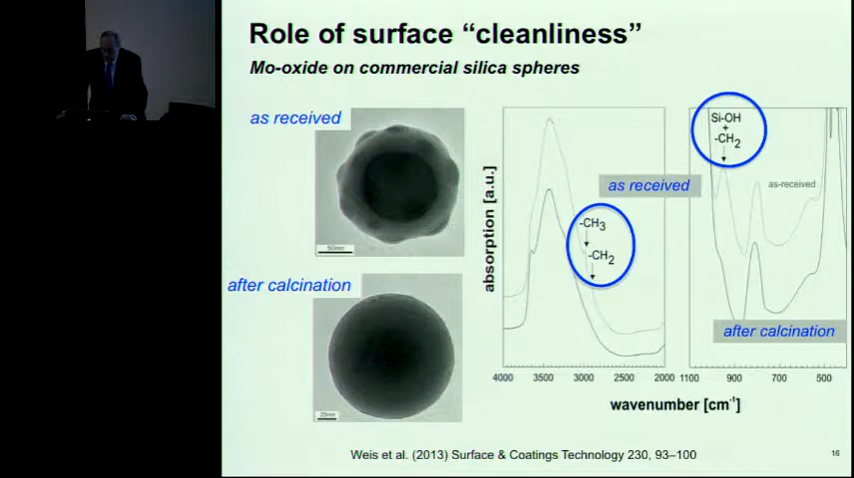 Role of surface “cleanliness”
Mo-oxide on commercial silica spheres
as received
50nm
after calcination
25nm
absorption [a.u.]
-CH3
-CH2
as received
Si-OH
+
-CH2
as-received
after calcination
4000 3500 3000 2500 2000 1100 900 700 500
wavenumber [cm-1]
Weis et al. (2013) Surface & Coatings Technology 230, 93–100
16